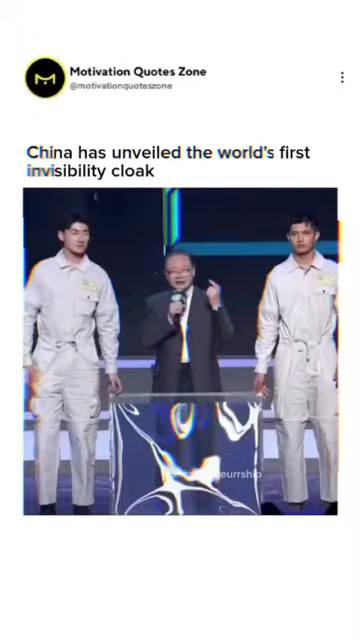 Motivation Quotes Zone
@motivationquoteszone
China has unveiled the world's first
invisibility cloak